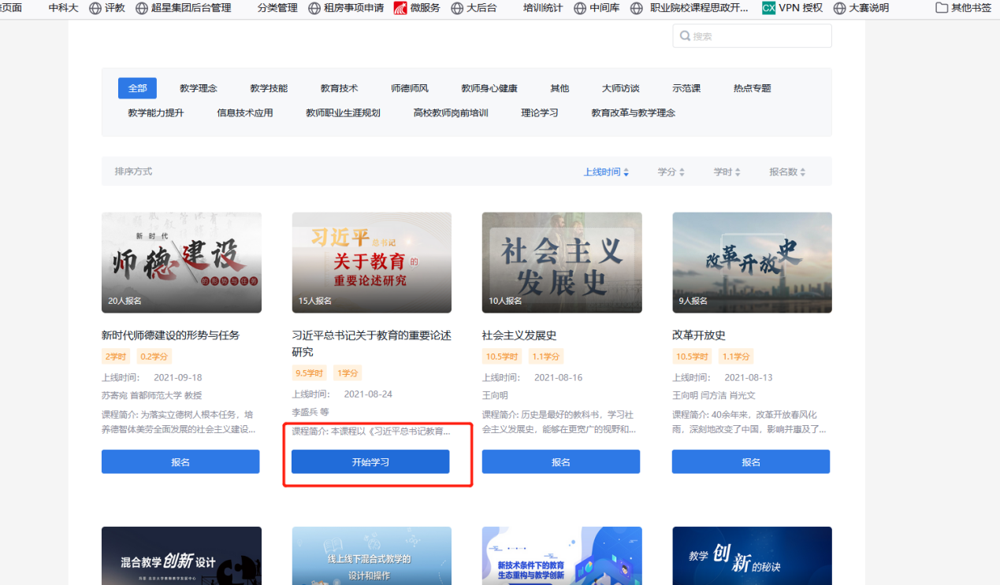 页面 中科大 评教 超星集团后台管理 分类管理 租房事项申请 微服务 大后台 培训统计 中间库 职业院校课程思政开... CX VPN 授权 大赛说明 其他书签
搜索
全部 教学理念 教学技能 教育技术 师德师风 教师身心健康 其他 大师访谈 示范课 热点专题
教学能力提升 信息技术应用 教师职业生涯规划 高校教师岗前培训 理论学习 教育改革与教学理念
排序方式 上线时间 学分 学时 报名数
新时代
师德建设
的形势与任务
20人报名
新时代师德建设的形势与任务
2学时 0.2学分
上线时间: 2021-09-18
苏寄宛 首都师范大学 教授
课程简介: 为落实立德树人根本任务，培
养德智体美劳全面发展的社会主义建设...
报名
习近平总书记
关于教育的
重要论述研究
15人报名
习近平总书记关于教育的重要论述
研究
9.5学时 1学分
上线时间: 2021-08-24
李盛兵 等
课程简介: 本课程以《习近平总书记教育...
开始学习
社会主义
发展史
10人报名
社会主义发展史
10.5学时 1.1学分
上线时间: 2021-08-16
王向明
课程简介: 历史是最好的教科书，学习社
会主义发展史，能够在更宽广的视野和...
报名
改革开放史
9人报名
改革开放史
10.5学时 1.1学分
上线时间: 2021-08-13
王向明 闫方洁 肖光文
课程简介: 40余年来，改革开放春风化
雨，深刻地改变了中国，影响并惠及了...
报名
混合教学创新设计
线上线下混合式教学的
设计和操作
新技术条件下的教育
生态重构与教学创新
教学创新的秘诀